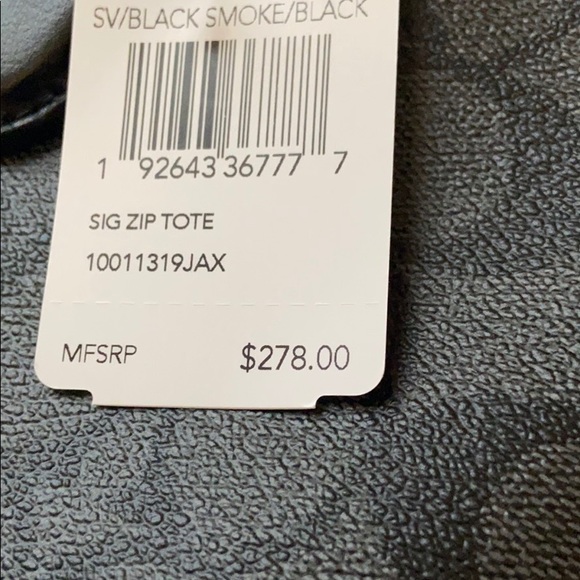 SV/BLACK SMOKE/BLACK
1 92643 36777 7
SIG ZIP TOTE
10011319JAX
MFSRP $278.00